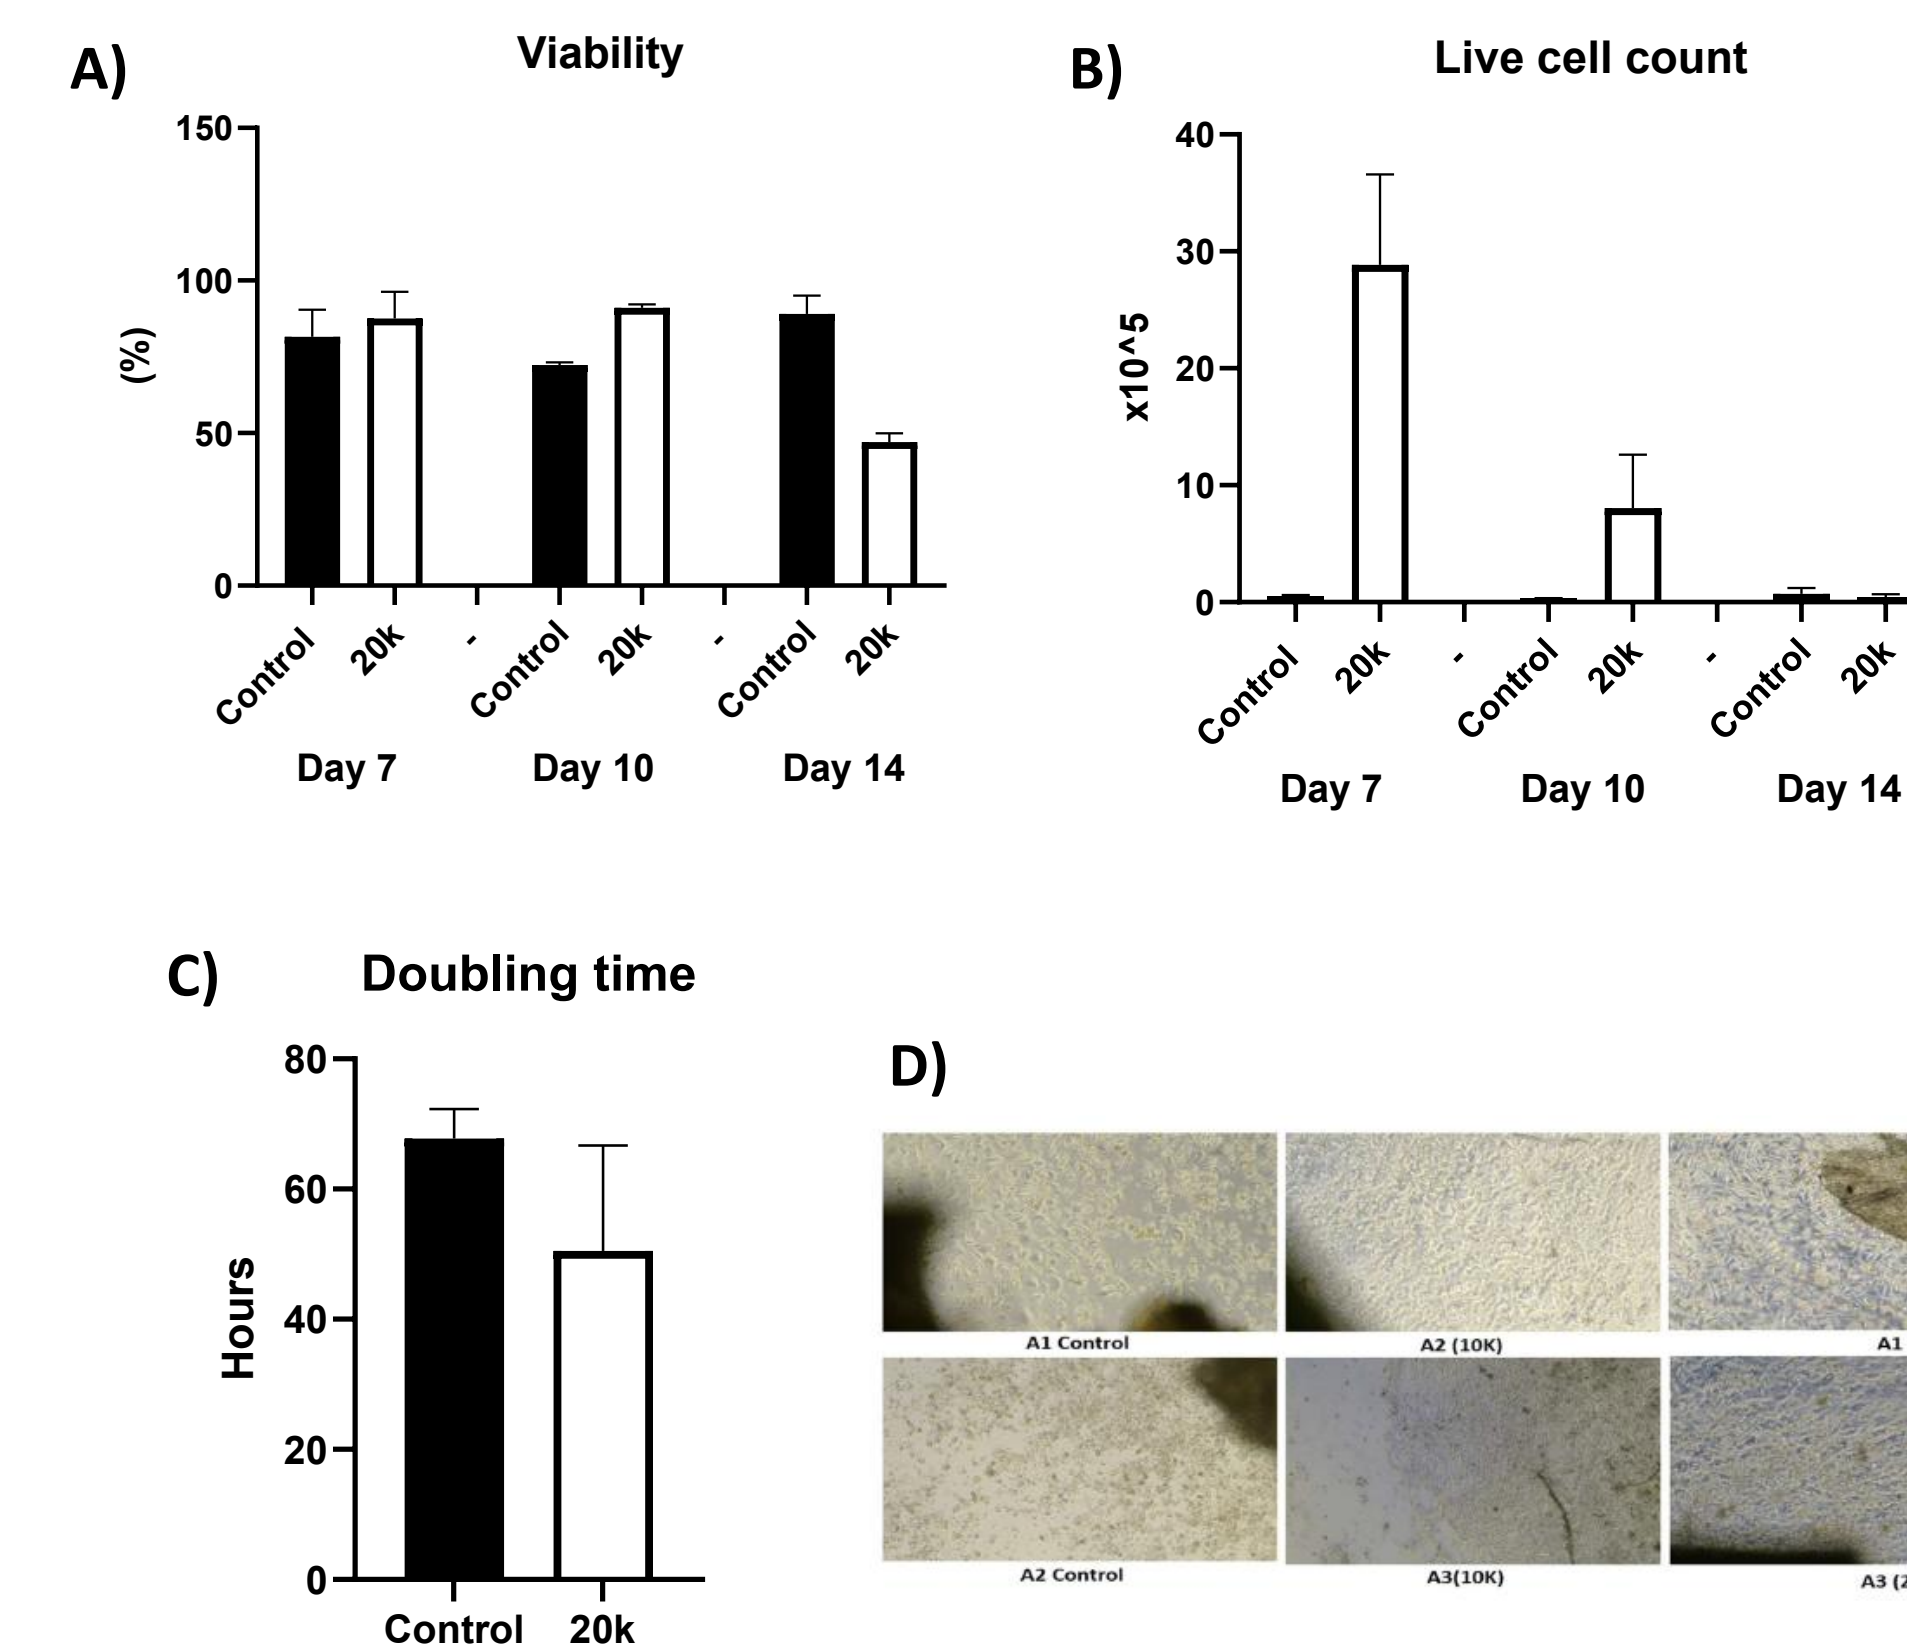 A) Viability
150
100
50
0
(%)
Control 20k - Control 20k - Control 20k
Day 7 Day 10 Day 14
B) Live cell count
40
30
20
10
0
x10^5
Control 20k - Control 20k - Control 20k
Day 7 Day 10 Day 14
C) Doubling time
80
60
40
20
0
Hours
Control 20k
D)
A1 Control A2 (10K) A1
A2 Control A3(10K) A3 (2